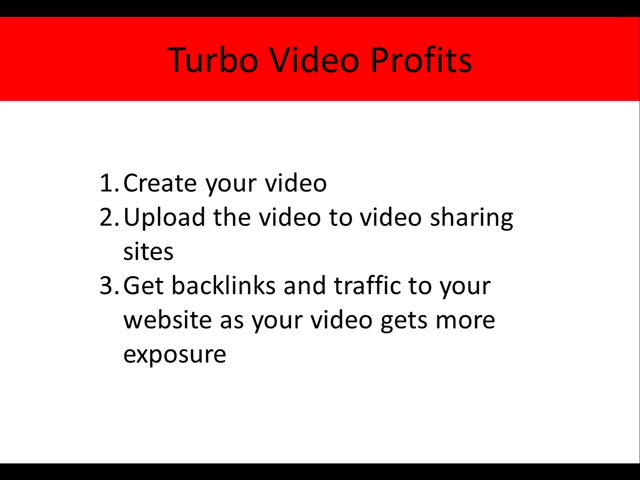 Turbo Video Profits
1. Create your video
2. Upload the video to video sharing
sites
3. Get backlinks and traffic to your
website as your video gets more
exposure